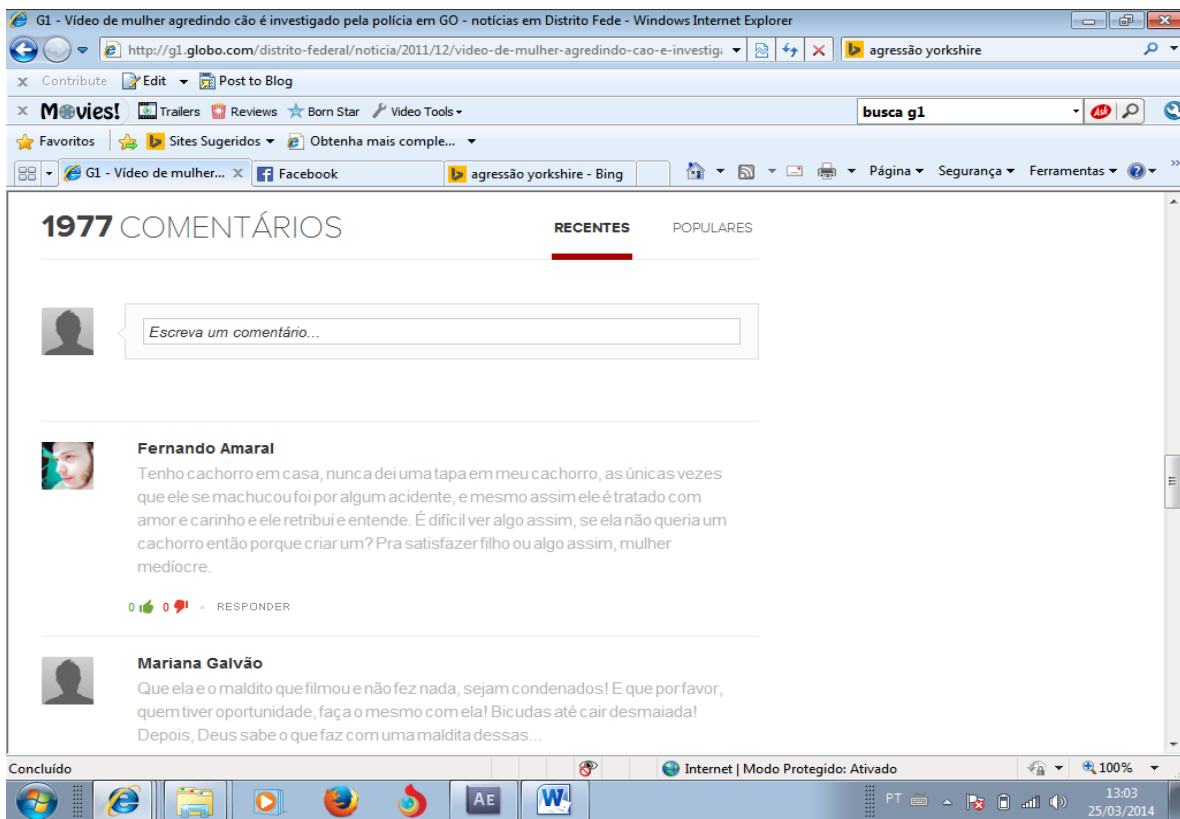 G1 - Vídeo de mulher agredindo cão é investigado pela polícia em GO - notícias em Distrito Fede - Windows Internet Explorer
http://g1.globo.com/distrito-federal/noticia/2011/12/video-de-mulher-agredindo-cao-e-investiga
agressão yorkshire
x Contribute Edit Post to Blog
x Movies! Trailers Reviews Born Star Video Tools
busca g1
Ask
Favoritos Sites Sugeridos Obtenha mais comple...
G1 - Vídeo de mulher... X Facebook agressão yorkshire - Bing Página Segurança Ferramentas
1977 COMENTÁRIOS RECENTES POPULARES
Escreva um comentário...
Fernando Amaral
Tenho cachorro em casa, nunca dei uma tapa em meu cachorro, as únicas vezes
que ele se machucou foi por algum acidente, e mesmo assim ele é tratado com
amor e carinho e ele retribui e entende. É difícil ver algo assim, se ela não queria um
cachorro então porque criar um? Pra satisfazer filho ou algo assim, mulher
medíocre.
0 0 RESPONDER
Mariana Galvão
Que ela e o maldito que filmou e não fez nada, sejam condenados! E que por favor,
quem tiver oportunidade, faça o mesmo com ela! Bicudas até cair desmaiada!
Depois, Deus sabe o que faz com uma maldita dessas...
Concluído Internet | Modo Protegido: Ativado 100%
AE W PT 13:03
25/03/2014